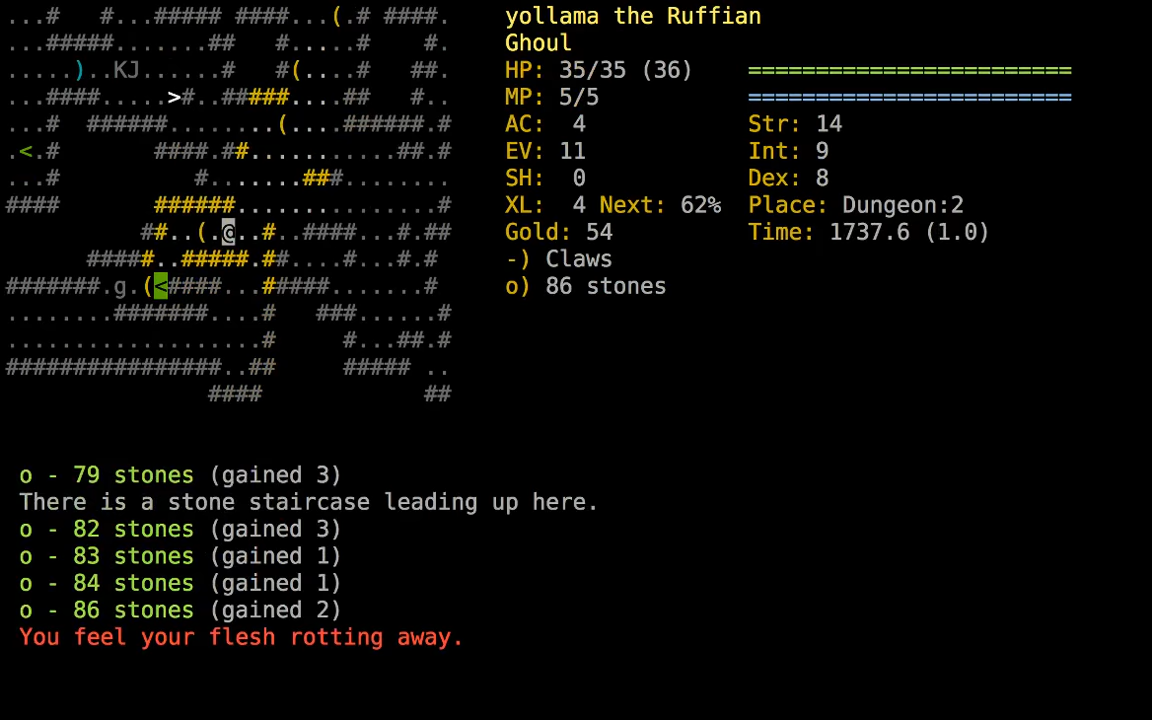 ...#   #...##### ####...(.# ####.    yollama the Ruffian
...#####.......##   #.....#    #.    Ghoul
.....)..KJ......#   #(....#   ##.    HP: 35/35 (36)    ========================
...####.....>#..#####....##   #..    MP: 5/5           ========================
...#  ######........(....######.#    AC:  4            Str: 14
.<.#       ####.##...........##.#    EV: 11            Int: 9
...#          #.......###........    SH:  0            Dex: 8
####       ######...............#    XL:  4 Next: 62%  Place: Dungeon:2
          ##..(.@..#..####...#.##    Gold: 54          Time: 1737.6 (1.0)
      #####..#####.##....#...#.#     -) Claws
#######.g.(<####...#####.......#     o) 86 stones
........#######....#   ###......#
...................#     #...##.#
################..##     ##### ..
               ####            ##
o - 79 stones (gained 3)
There is a stone staircase leading up here.
o - 82 stones (gained 3)
o - 83 stones (gained 1)
o - 84 stones (gained 1)
o - 86 stones (gained 2)
You feel your flesh rotting away.